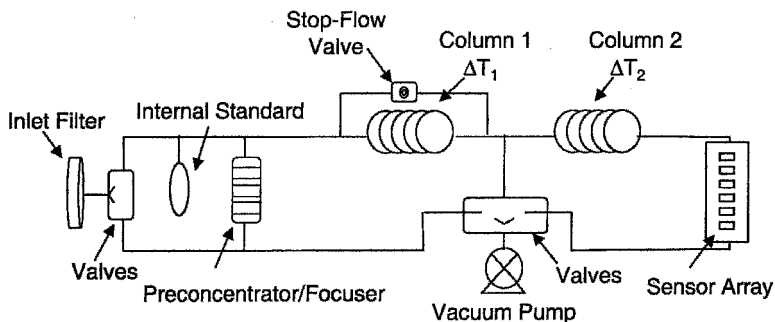 Stop-Flow
Valve
Column 1
ΔT₁
Column 2
ΔT₂
Internal Standard
Inlet Filter
Valves
Preconcentrator/Focuser
Vacuum Pump
Valves
Sensor Array